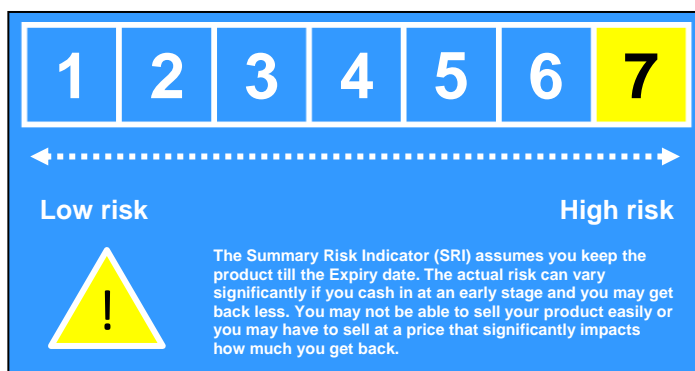 1 2 3 4 5 6 7
Low risk High risk
!
The Summary Risk Indicator (SRI) assumes you keep the
product till the Expiry date. The actual risk can vary
significantly if you cash in at an early stage and you may get
back less. You may not be able to sell your product easily or
you may have to sell at a price that significantly impacts
how much you get back.